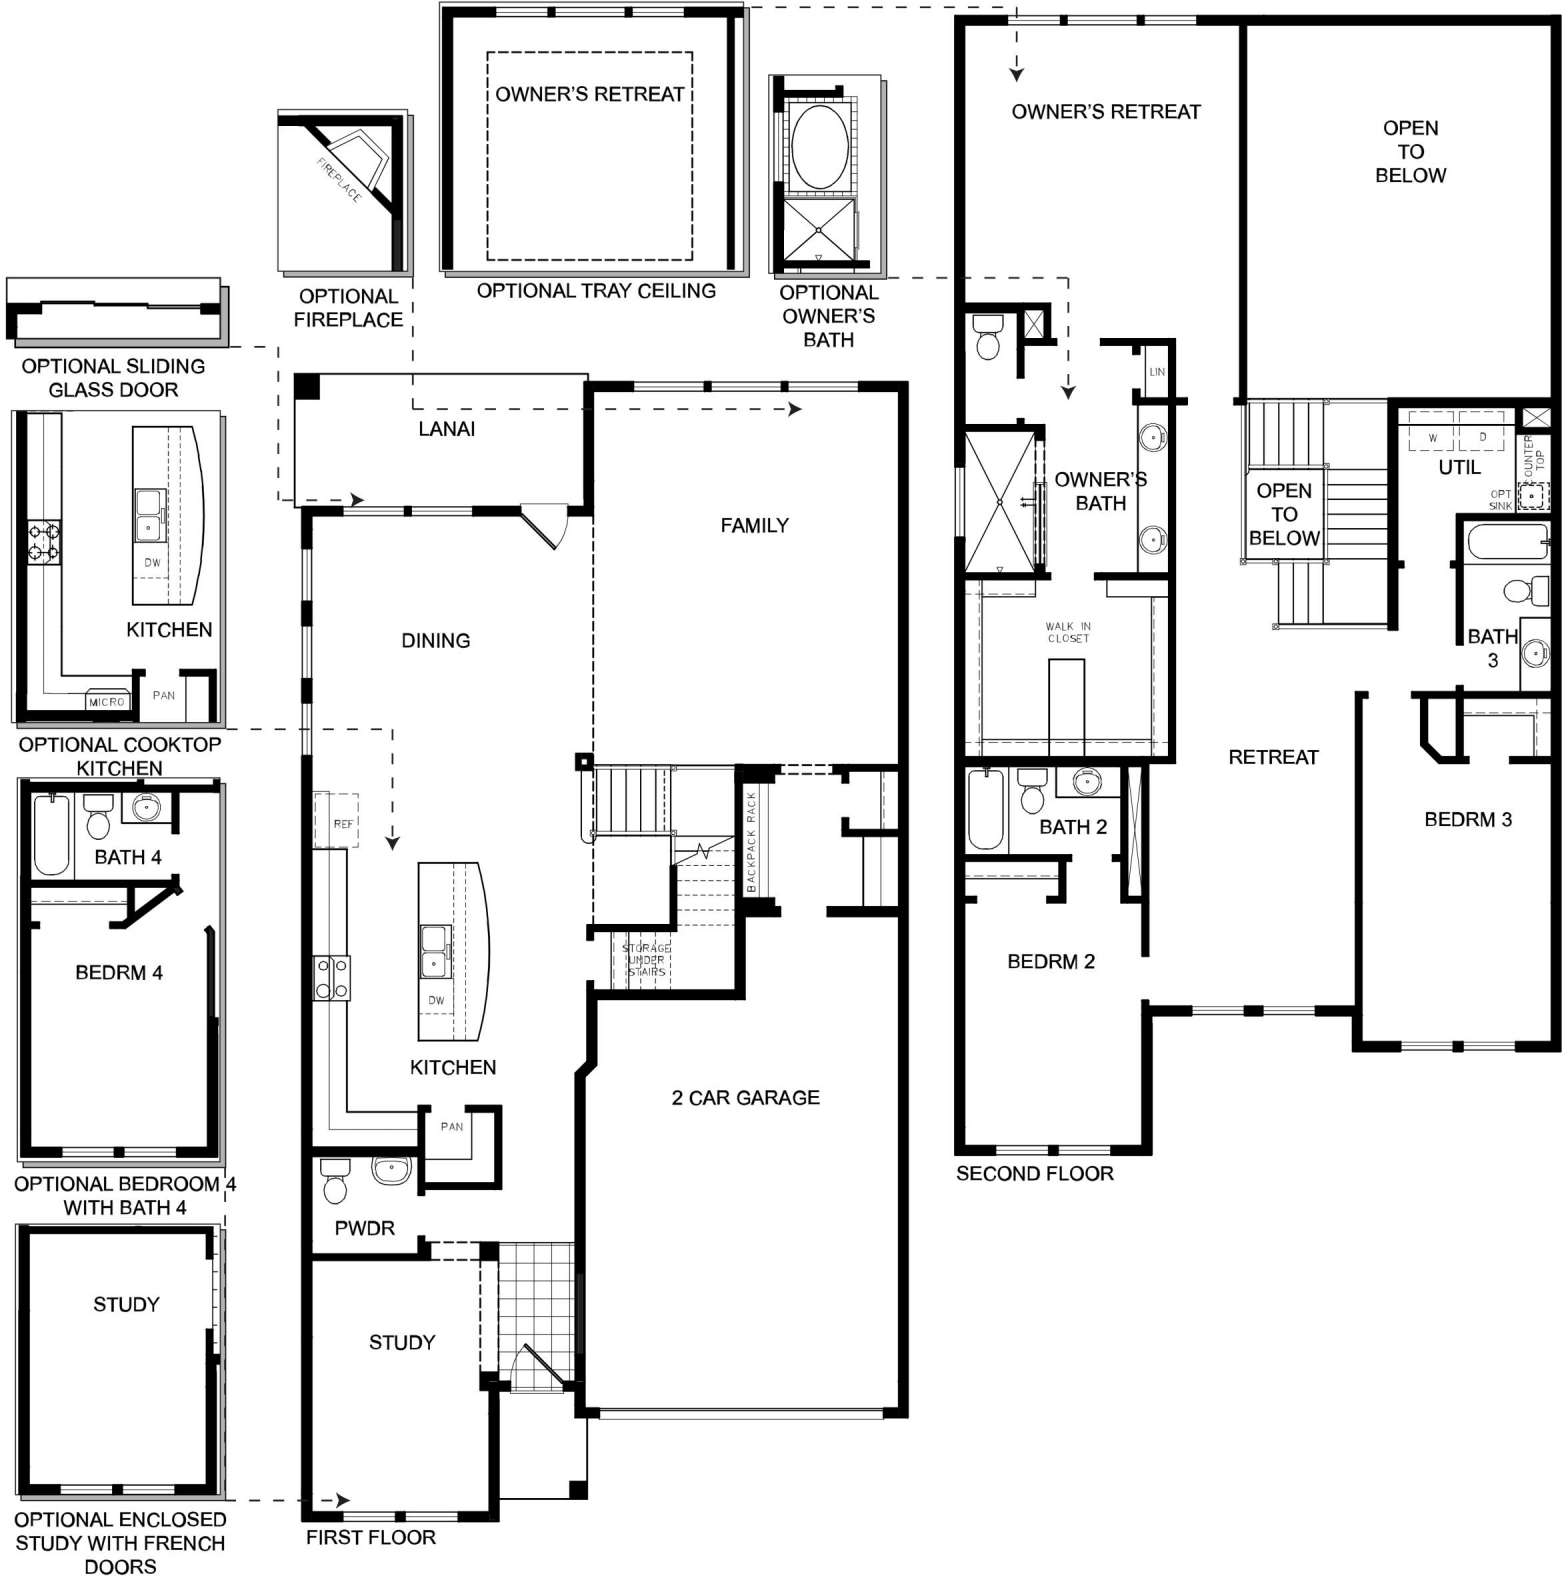 OWNER'S RETREAT
OPTIONAL TRAY CEILING
FIREPLACE
OPTIONAL
FIREPLACE
OPTIONAL
OWNER'S
BATH
OPTIONAL SLIDING
GLASS DOOR
DW
KITCHEN
MICRO
PAN
OPTIONAL COOKTOP
KITCHEN
BATH 4
BEDRM 4
OPTIONAL BEDROOM 4
WITH BATH 4
STUDY
OPTIONAL ENCLOSED
STUDY WITH FRENCH
DOORS
LANAI
FAMILY
DINING
REF
BACKPACK RACK
STORAGE
UNDER
STAIRS
DW
KITCHEN
2 CAR GARAGE
PAN
PWDR
STUDY
FIRST FLOOR
OWNER'S RETREAT
OPEN
TO
BELOW
LIN
OWNER'S
BATH
W
D
UTIL
COUNTER
TOP
OPT
SINK
OPEN
TO
BELOW
WALK IN
CLOSET
BATH
3
RETREAT
BATH 2
BEDRM 3
BEDRM 2
SECOND FLOOR